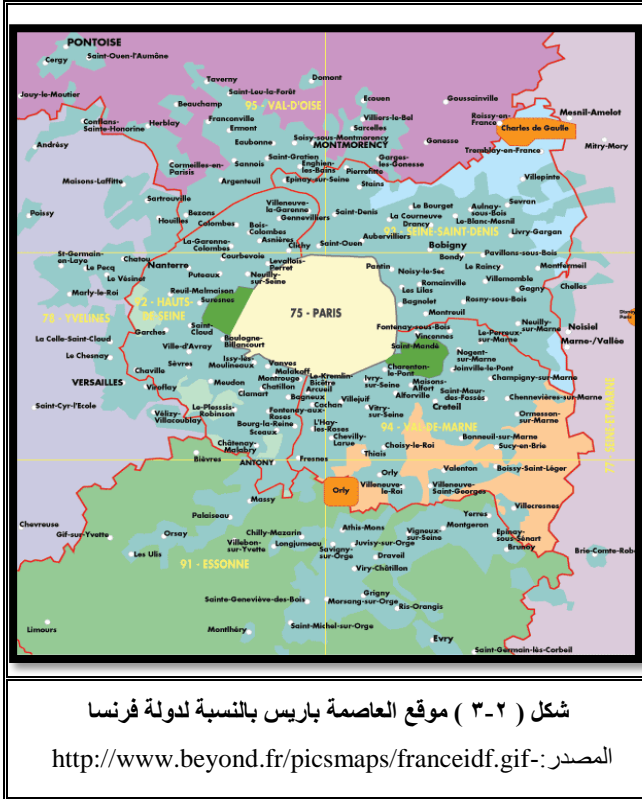 PONTOISE
Cergy
Saint-Ouen-l'Aumône
Taverny
Domont
Jouy-le-Moutier
Saint-Leu-la-Forêt
95 - VAL-D'OISE
Beauchamp
Ecouen
Goussainville
Conflans-
Sainte-Honorine
Herblay
Franconville
Ermont
Villiers-le-Bel
Sarcelles
Roissy-en-
France
Mesnil-Amelot
Charles de Gaulle
Andrésy
Eaubonne
Soisy-sous-Montmorency
MONTMORENCY
Gonesse
Tremblay-en-France
Mitry-Mory
Cormeilles-en-
Parisis
Sannois
Saint-Gratien
Enghien-
les-Bains
Garges-
les-Gonesse
Pierrefitte
Maisons-Laffitte
Argenteuil
Epinay-sur-Seine
Stains
Villepinte
Sartrouville
Villeneuve-
la-Garenne
Le Bourget
Aulnay-
sous-Bois
Sevran
Poissy
Houilles
Bezons
Colombes
Bois-
Colombes
Gennevilliers
Saint-Denis
La Courneuve
Drancy
Le-Blanc-Mesnil
93 - SEINE-SAINT-DENIS
Livry-Gargan
Asnières
Aubervilliers
La-Garenne-
Colombes
Clichy
Saint-Ouen
Bobigny
St-Germain-
en-Laye
Chatou
Courbevoie
Bondy
Pavillons-sous-Bois
Le Pecq
Nanterre
Levallois-
Perret
Pantin
Noisy-le-Sec
Le Raincy
Montfermeil
Le Vésinet
Puteaux
Neuilly-
sur-Seine
Romainville
Villemomble
Gagny
Chelles
Marly-le-Roi
Reuil-Malmaison
Les Lilas
Suresnes
Bagnolet
Rosny-sous-Bois
92 - HAUTS-
DE SEINE
78 - YVELINES
75 - PARIS
Montreuil
Garches
Saint-
Cloud
Fontenay-sous-Bois
Neuilly-
sur-Marne
Noisiel
La Celle-Saint-Cloud
Boulogne-
Billancourt
Vincennes
Le-Perreux-
sur-Marne
Marne-/Vallée
Ville-d'Avray
Saint-Mandé
Le Chesnay
Issy-les-
Moulineaux
Vanves
Nogent-
sur-Marne
Sèvres
Malakoff
Le-Kremlin-
Bicêtre
Charenton-
le-Pont
Joinville-le-Pont
VERSAILLES
Chaville
Montrouge
Ivry-
sur-Seine
Maisons-
Alfort
Champigny-sur-Marne
Viroflay
Meudon
Chatillon
Arcueil
Alforville
Saint-Maur-
des-Fossés
Clamart
Bagneux
Villejuif
Chennevières-sur-Marne
Saint-Cyr-l'Ecole
Vélizy-
Villacoublay
Le-Plessis-
Robinson
Fontenay-aux-
Roses
Cachan
Vitry-
sur-Seine
Creteil
Ormesson-
sur-Marne
Bourg-la-Reine
Sceaux
L'Hay-
les-Roses
94 - VAL-DE-MARNE
77 - SEINE-ET-MARNE
Châtenay-
Malabry
Chevilly-
Larue
Choisy-le-Roi
Bonneuil-sur-Marne
Sucy-en-Brie
Bièvres
ANTONY
Fresnes
Thiais
Orly
Valenton
Boissy-Saint-Léger
Orly
Villeneuve-
le-Roi
Villeneuve-
Saint-Georges
Massy
Villecresnes
Chevreuse
Palaiseau
Athis-Mons
Yerres
Gif-sur-Yvette
Orsay
Chilly-Mazarin
Vigneux-
sur-Seine
Montgeron
Epinay-
sous-Sénart
Villebon-
sur-Yvette
Longjumeau
Juvisy-sur-Orge
Brunoy
Les Ulis
Savigny-
sur-Orge
Draveil
Brie-Comte-Rob
91 - ESSONNE
Viry-Châtillon
Grigny
Sainte-Geneviève-des-Bois
Morsang-sur-Orge
Ris-Orangis
Limours
Montlhéry
Saint-Michel-sur-Orge
Evry
Saint-Germain-lès-Corbeil
شكل ( ٢-٣ ) موقع العاصمة باريس بالنسبة لدولة فرنسا
المصدر:-http://www.beyond.fr/picsmaps/franceidf.gif